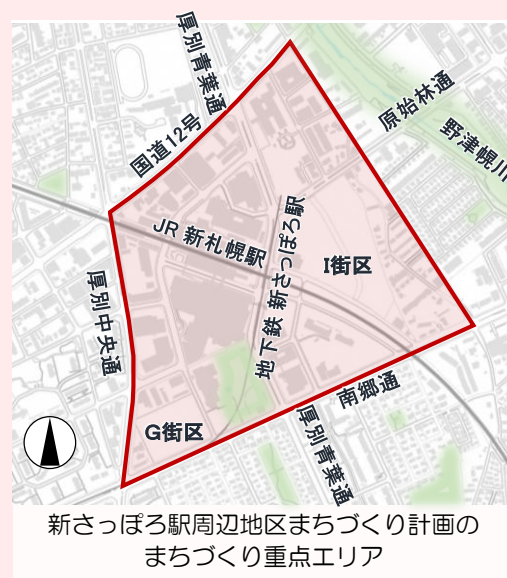 厚別青葉通
国道12号
原始林通
野津幌川
JR 新札幌駅
地下鉄 新さっぽろ駅
I街区
厚別中央通
南郷通
G街区
厚別青葉通
新さっぽろ駅周辺地区まちづくり計画の
まちづくり重点エリア